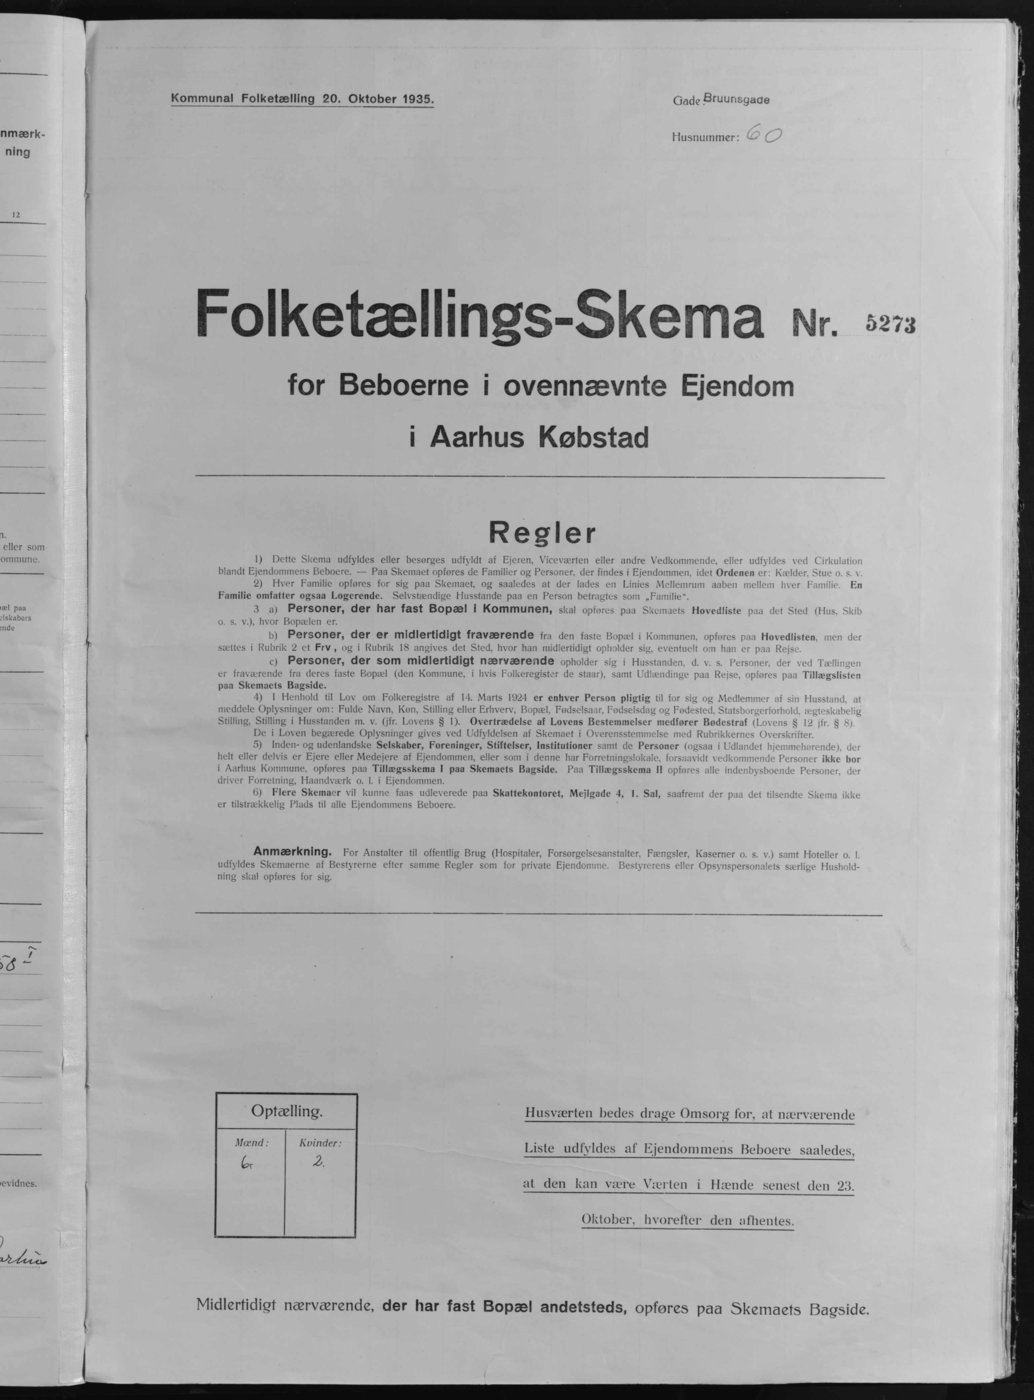 nmærk-
ning
12
n.
eller som
ommune.
æl paa
elskabers
ende
58 I
evidnes.
Kommunal Folketælling 20. Oktober 1935.
Gade: Bruunsgade
Husnummer: 60
Folketællings-Skema Nr. 5273
for Beboerne i ovennævnte Ejendom
i Aarhus Købstad
Regler
1) Dette Skema udfyldes eller besørges udfyldt af Ejeren, Viceværten eller andre Vedkommende, eller udfyldes ved Cirkulation
blandt Ejendommens Beboere. — Paa Skemaet opføres de Familier og Personer, der findes i Ejendommen, idet Ordenen er: Kælder, Stue o. s. v.
2) Hver Familie opføres for sig paa Skemaet, og saaledes at der lades en Linies Mellemrum aaben mellem hver Familie. En
Familie omfatter ogsaa Logerende. Selvstændige Husstande paa en Person betragtes som „Familie“.
3 a) Personer, der har fast Bopæl i Kommunen, skal opføres paa Skemaets Hovedliste paa det Sted (Hus, Skib
o. s. v.), hvor Bopælen er.
b) Personer, der er midlertidigt fraværende fra den faste Bopæl i Kommunen, opføres paa Hovedlisten, men der
sættes i Rubrik 2 et Frv , og i Rubrik 18 angives det Sted, hvor han midlertidigt opholder sig, eventuelt om han er paa Rejse.
c) Personer, der som midlertidigt nærværende opholder sig i Husstanden, d. v. s. Personer, der ved Tællingen
er fraværende fra deres faste Bopæl (den Kommune, i hvis Folkeregister de staar), samt Udlændinge paa Rejse, opføres paa Tillægslisten
paa Skemaets Bagside.
4) I Henhold til Lov om Folkeregistre af 14. Marts 1924 er enhver Person pligtig til for sig og Medlemmer af sin Husstand, at
meddele Oplysninger om: Fulde Navn, Køn, Stilling eller Erhverv, Bopæl, Fødselsaar, Fødselsdag og Fødested, Statsborgerforhold, ægteskabelig
Stilling, Stilling i Husstanden m. v. (jfr. Lovens § 1). Overtrædelse af Lovens Bestemmelser medfører Bødestraf (Lovens § 12 jfr. § 8).
De i Loven begærede Oplysninger gives ved Udfyldelsen af Skemaet i Overensstemmelse med Rubrikkernes Overskrifter.
5) Inden- og udenlandske Selskaber, Foreninger, Stiftelser, Institutioner samt de Personer (ogsaa i Udlandet hjemmehørende), der
helt eller delvis er Ejere eller Medejere af Ejendommen, eller som i denne har Forretningslokale, forsaavidt vedkommende Personer ikke bor
i Aarhus Kommune, opføres paa Tillægsskema I paa Skemaets Bagside. Paa Tillægsskema II opføres alle indenbysboende Personer, der
driver Forretning, Haandværk o. l. i Ejendommen.
6) Flere Skemaer vil kunne faas udleverede paa Skattekontoret, Mejlgade 4, 1. Sal, saafremt der paa det tilsendte Skema ikke
er tilstrækkelig Plads til alle Ejendommens Beboere.
Anmærkning. For Anstalter til offentlig Brug (Hospitaler, Forsørgelsesanstalter, Fængsler, Kaserner o. s. v.) samt Hoteller o. l.
udfyldes Skemaerne af Bestyrerne efter samme Regler som for private Ejendomme. Bestyrerens eller Opsynspersonalets særlige Hushold-
ning skal opføres for sig.
Optælling.
Mænd: Kvinder:
6. 2.
Husværten bedes drage Omsorg for, at nærværende
Liste udfyldes af Ejendommens Beboere saaledes,
at den kan være Værten i Hænde senest den 23.
Oktober, hvorefter den afhentes.
Midlertidigt nærværende, der har fast Bopæl andetsteds, opføres paa Skemaets Bagside.